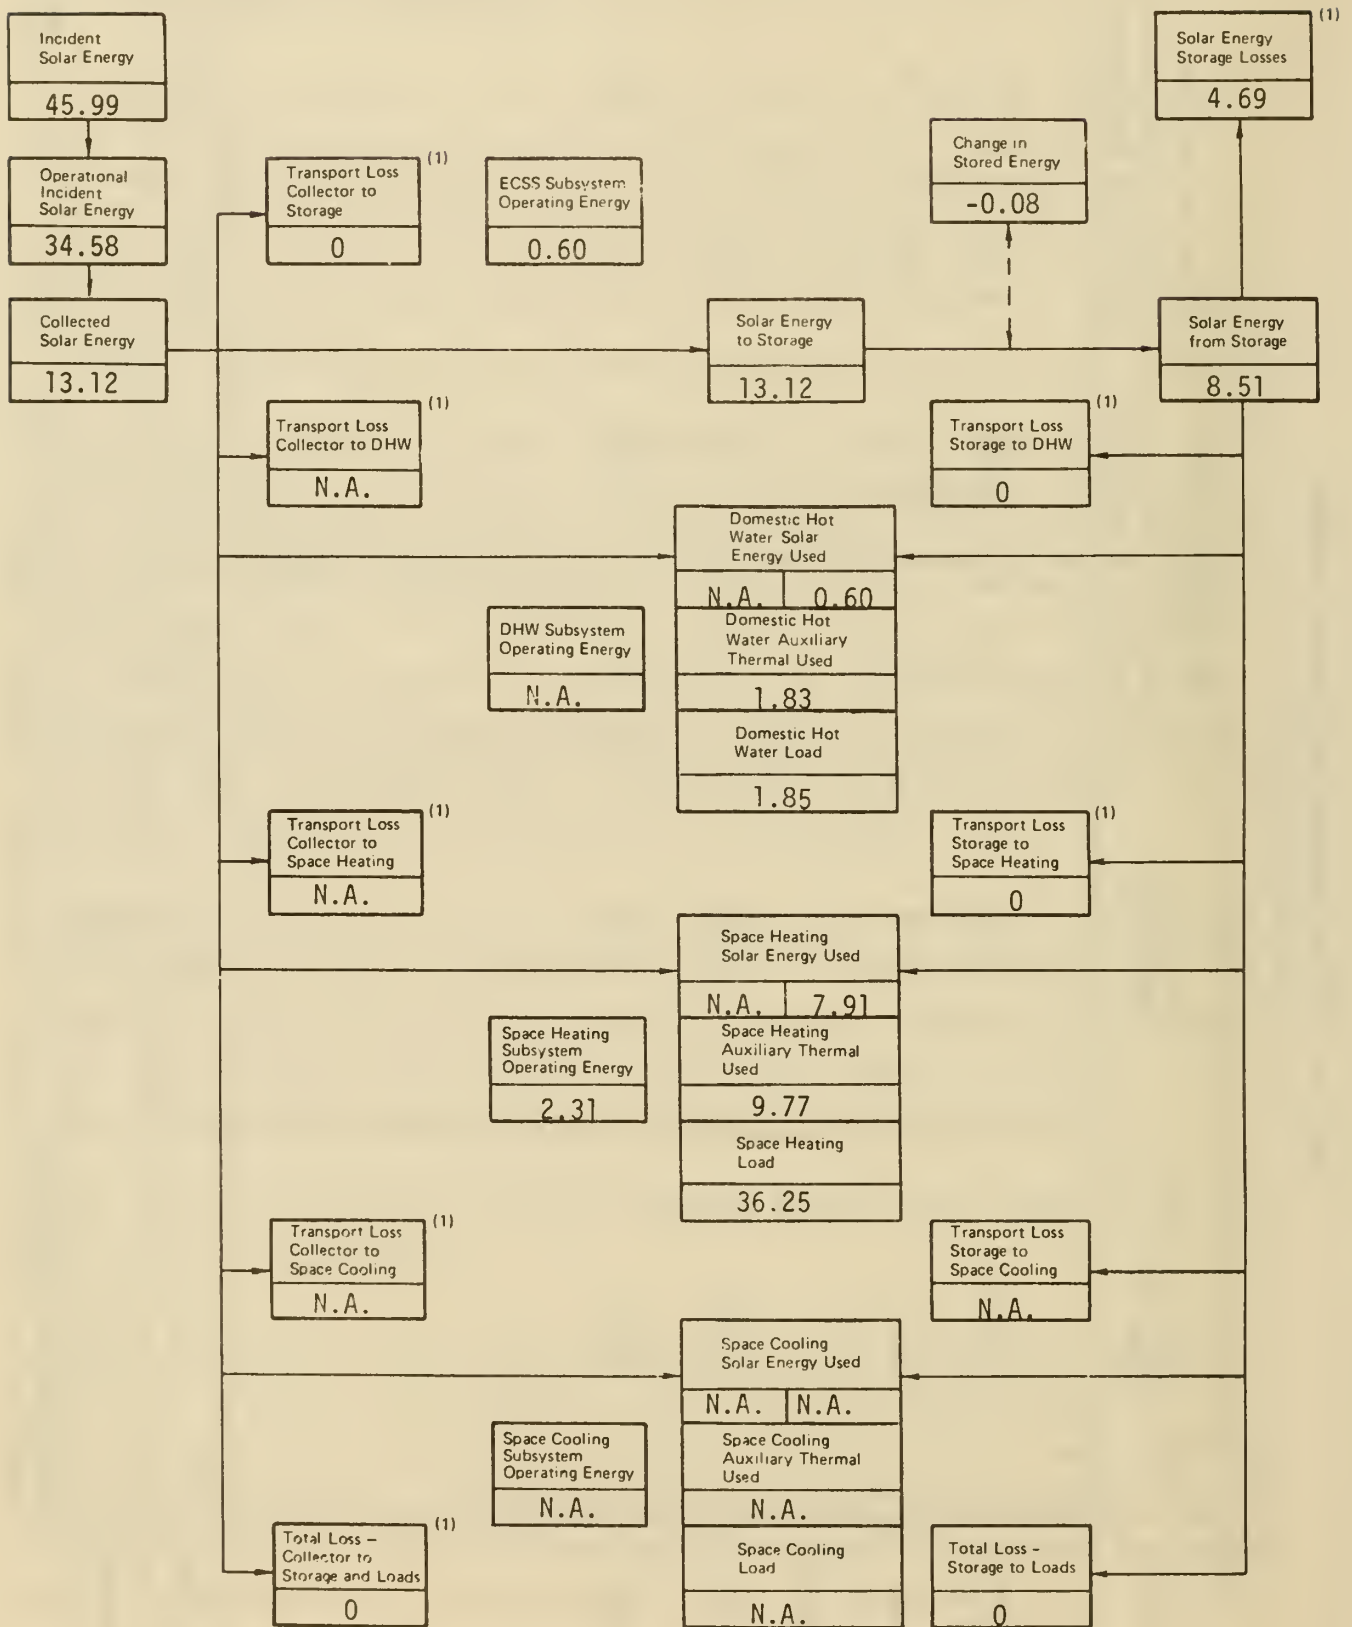 Incident
Solar Energy
45.99
Operational
Incident
Solar Energy
34.58
Collected
Solar Energy
13.12
(1)
Transport Loss
Collector to
Storage
0
ECSS Subsystem
Operating Energy
0.60
Solar Energy
to Storage
13.12
Change in
Stored Energy
-0.08
(1)
Solar Energy
Storage Losses
4.69
Solar Energy
from Storage
8.51
(1)
Transport Loss
Collector to DHW
N.A.
(1)
Transport Loss
Storage to DHW
0
Domestic Hot
Water Solar
Energy Used
N.A. 0.60
Domestic Hot
Water Auxiliary
Thermal Used
1.83
Domestic Hot
Water Load
1.85
DHW Subsystem
Operating Energy
N.A.
(1)
Transport Loss
Collector to
Space Heating
N.A.
(1)
Transport Loss
Storage to
Space Heating
0
Space Heating
Solar Energy Used
N.A. 7.91
Space Heating
Auxiliary Thermal
Used
9.77
Space Heating
Load
36.25
Space Heating
Subsystem
Operating Energy
2.31
(1)
Transport Loss
Collector to
Space Cooling
N.A.
Transport Loss
Storage to
Space Cooling
N.A.
Space Cooling
Solar Energy Used
N.A. N.A.
Space Cooling
Auxiliary Thermal
Used
N.A.
Space Cooling
Load
N.A.
Space Cooling
Subsystem
Operating Energy
N.A.
(1)
Total Loss –
Collector to
Storage and Loads
0
Total Loss –
Storage to Loads
0